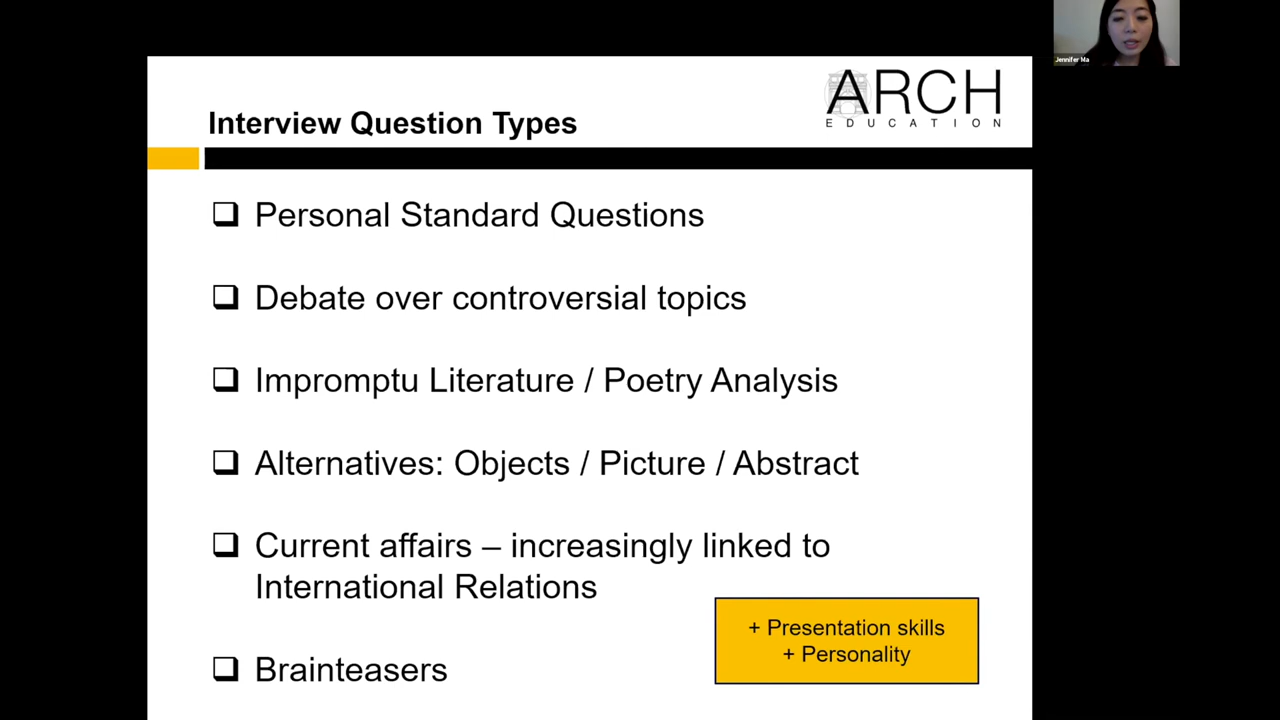 Jennifer Ma
ARCH
EDUCATION
Interview Question Types
Personal Standard Questions
Debate over controversial topics
Impromptu Literature / Poetry Analysis
Alternatives: Objects / Picture / Abstract
Current affairs – increasingly linked to
International Relations
+ Presentation skills
+ Personality
Brainteasers